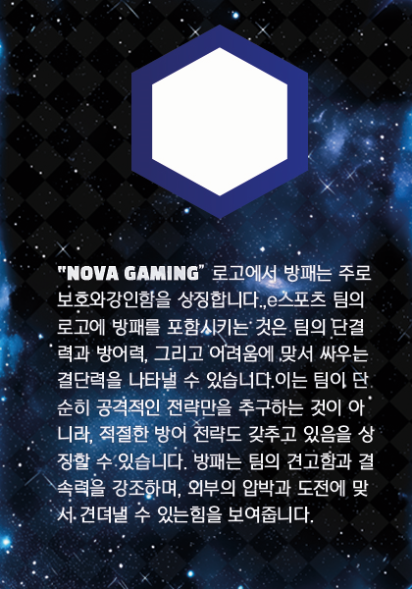 "NOVA GAMING" 로고에서 방패는 주로
보호와강인함을 상징합니다.,e스포츠 팀의
로고에 방패를 포함시키는 것은 팀의 단결
력과 방어력, 그리고 어려움에 맞서 싸우는
결단력을 나타낼 수 있습니다.이는 팀이 단
순히 공격적인 전략만을 추구하는 것이 아
니라, 적절한 방어 전략도 갖추고 있음을 상
징할 수 있습니다. 방패는 팀의 견고함과 결
속력을 강조하며, 외부의 압박과 도전에 맞
서 견뎌낼 수 있는힘을 보여줍니다.